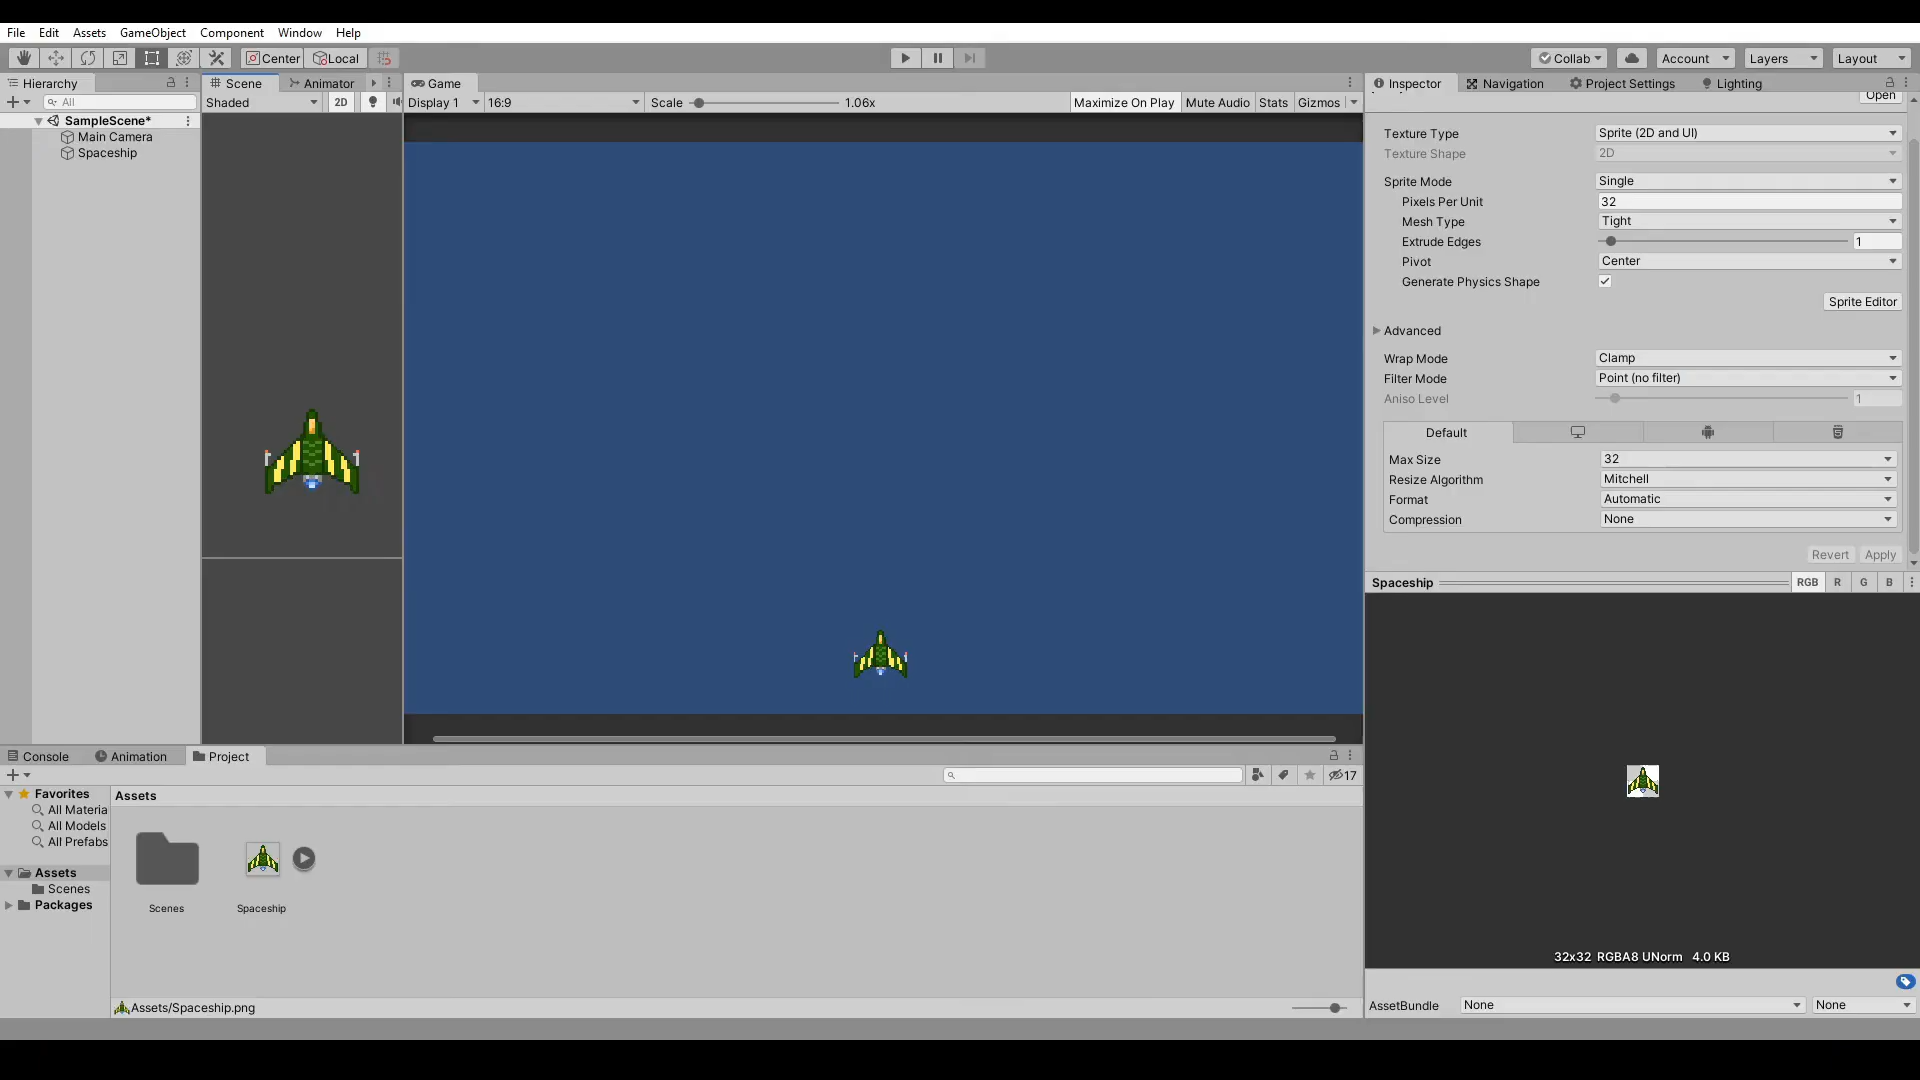 File Edit Assets GameObject Component Window Help
Center Local Collab Account Layers Layout
Hierarchy Scene Animator Game Inspector Navigation Project Settings Lighting
All Shaded 2D Display 1 16:9 Scale 1.06x Maximize On Play Mute Audio Stats Gizmos Open
SampleScene*
Main Camera
Spaceship
Texture Type Sprite (2D and UI)
Texture Shape 2D
Sprite Mode Single
Pixels Per Unit 32
Mesh Type Tight
Extrude Edges 1
Pivot Center
Generate Physics Shape
Sprite Editor
Advanced
Wrap Mode Clamp
Filter Mode Point (no filter)
Aniso Level 1
Default
Max Size 32
Resize Algorithm Mitchell
Format Automatic
Compression None
Revert Apply
Spaceship RGB R G B
32x32 RGBA8 UNorm 4.0 KB
AssetBundle None None
Console Animation Project
17
Favorites
All Materia
All Models
All Prefabs
Assets
Scenes
Packages
Assets
Scenes Spaceship
Assets/Spaceship.png